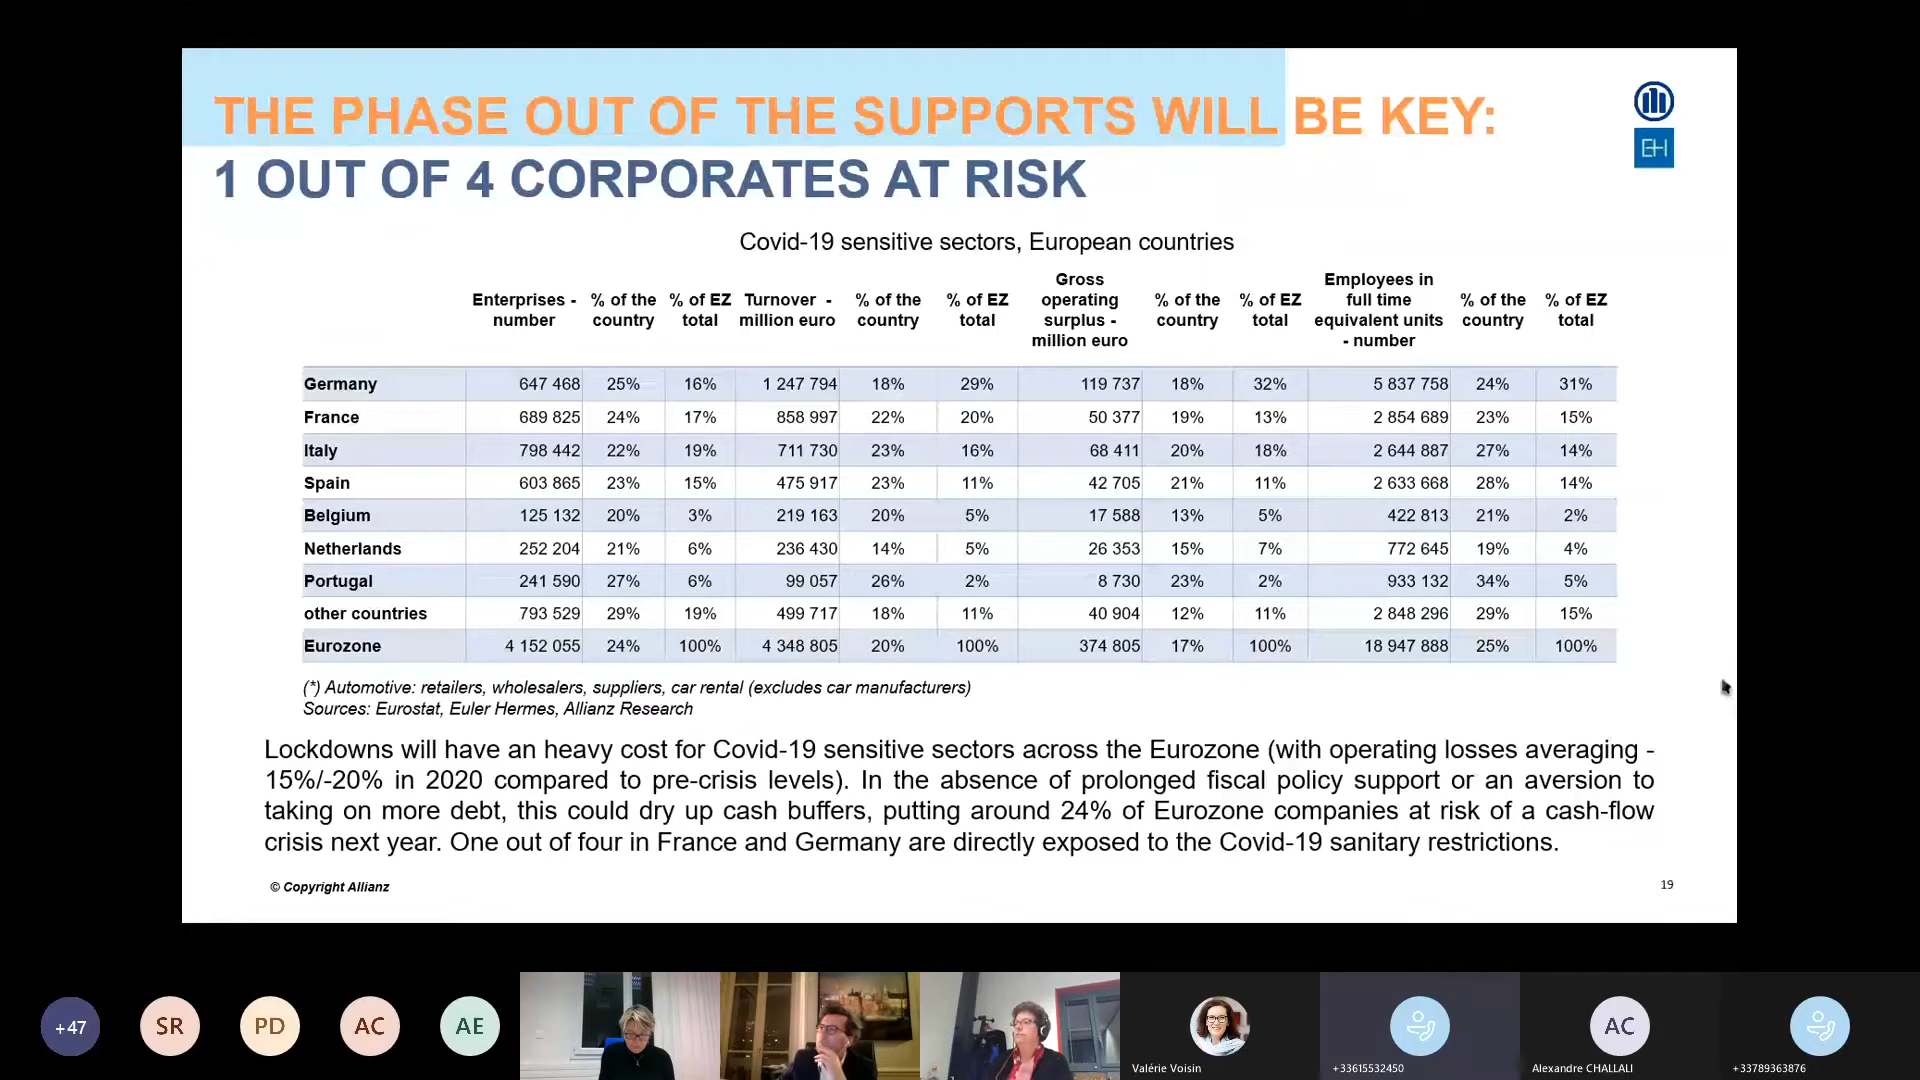 THE PHASE OUT OF THE SUPPORTS WILL BE KEY:
1 OUT OF 4 CORPORATES AT RISK
EH
Covid-19 sensitive sectors, European countries
Enterprises - number % of the country % of EZ total Turnover - million euro % of the country % of EZ total Gross operating surplus - million euro % of the country % of EZ total Employees in full time equivalent units - number % of the country % of EZ total
Germany 647 468 25% 16% 1 247 794 18% 29% 119 737 18% 32% 5 837 758 24% 31%
France 689 825 24% 17% 858 997 22% 20% 50 377 19% 13% 2 854 689 23% 15%
Italy 798 442 22% 19% 711 730 23% 16% 68 411 20% 18% 2 644 887 27% 14%
Spain 603 865 23% 15% 475 917 23% 11% 42 705 21% 11% 2 633 668 28% 14%
Belgium 125 132 20% 3% 219 163 20% 5% 17 588 13% 5% 422 813 21% 2%
Netherlands 252 204 21% 6% 236 430 14% 5% 26 353 15% 7% 772 645 19% 4%
Portugal 241 590 27% 6% 99 057 26% 2% 8 730 23% 2% 933 132 34% 5%
other countries 793 529 29% 19% 499 717 18% 11% 40 904 12% 11% 2 848 296 29% 15%
Eurozone 4 152 055 24% 100% 4 348 805 20% 100% 374 805 17% 100% 18 947 888 25% 100%
(*) Automotive: retailers, wholesalers, suppliers, car rental (excludes car manufacturers)
Sources: Eurostat, Euler Hermes, Allianz Research
Lockdowns will have an heavy cost for Covid-19 sensitive sectors across the Eurozone (with operating losses averaging -
15%/-20% in 2020 compared to pre-crisis levels). In the absence of prolonged fiscal policy support or an aversion to
taking on more debt, this could dry up cash buffers, putting around 24% of Eurozone companies at risk of a cash-flow
crisis next year. One out of four in France and Germany are directly exposed to the Covid-19 sanitary restrictions.
© Copyright Allianz
19
+47 SR PD AC AE AC
Valérie Voisin +33615532450 Alexandre CHALLALI +33789363876